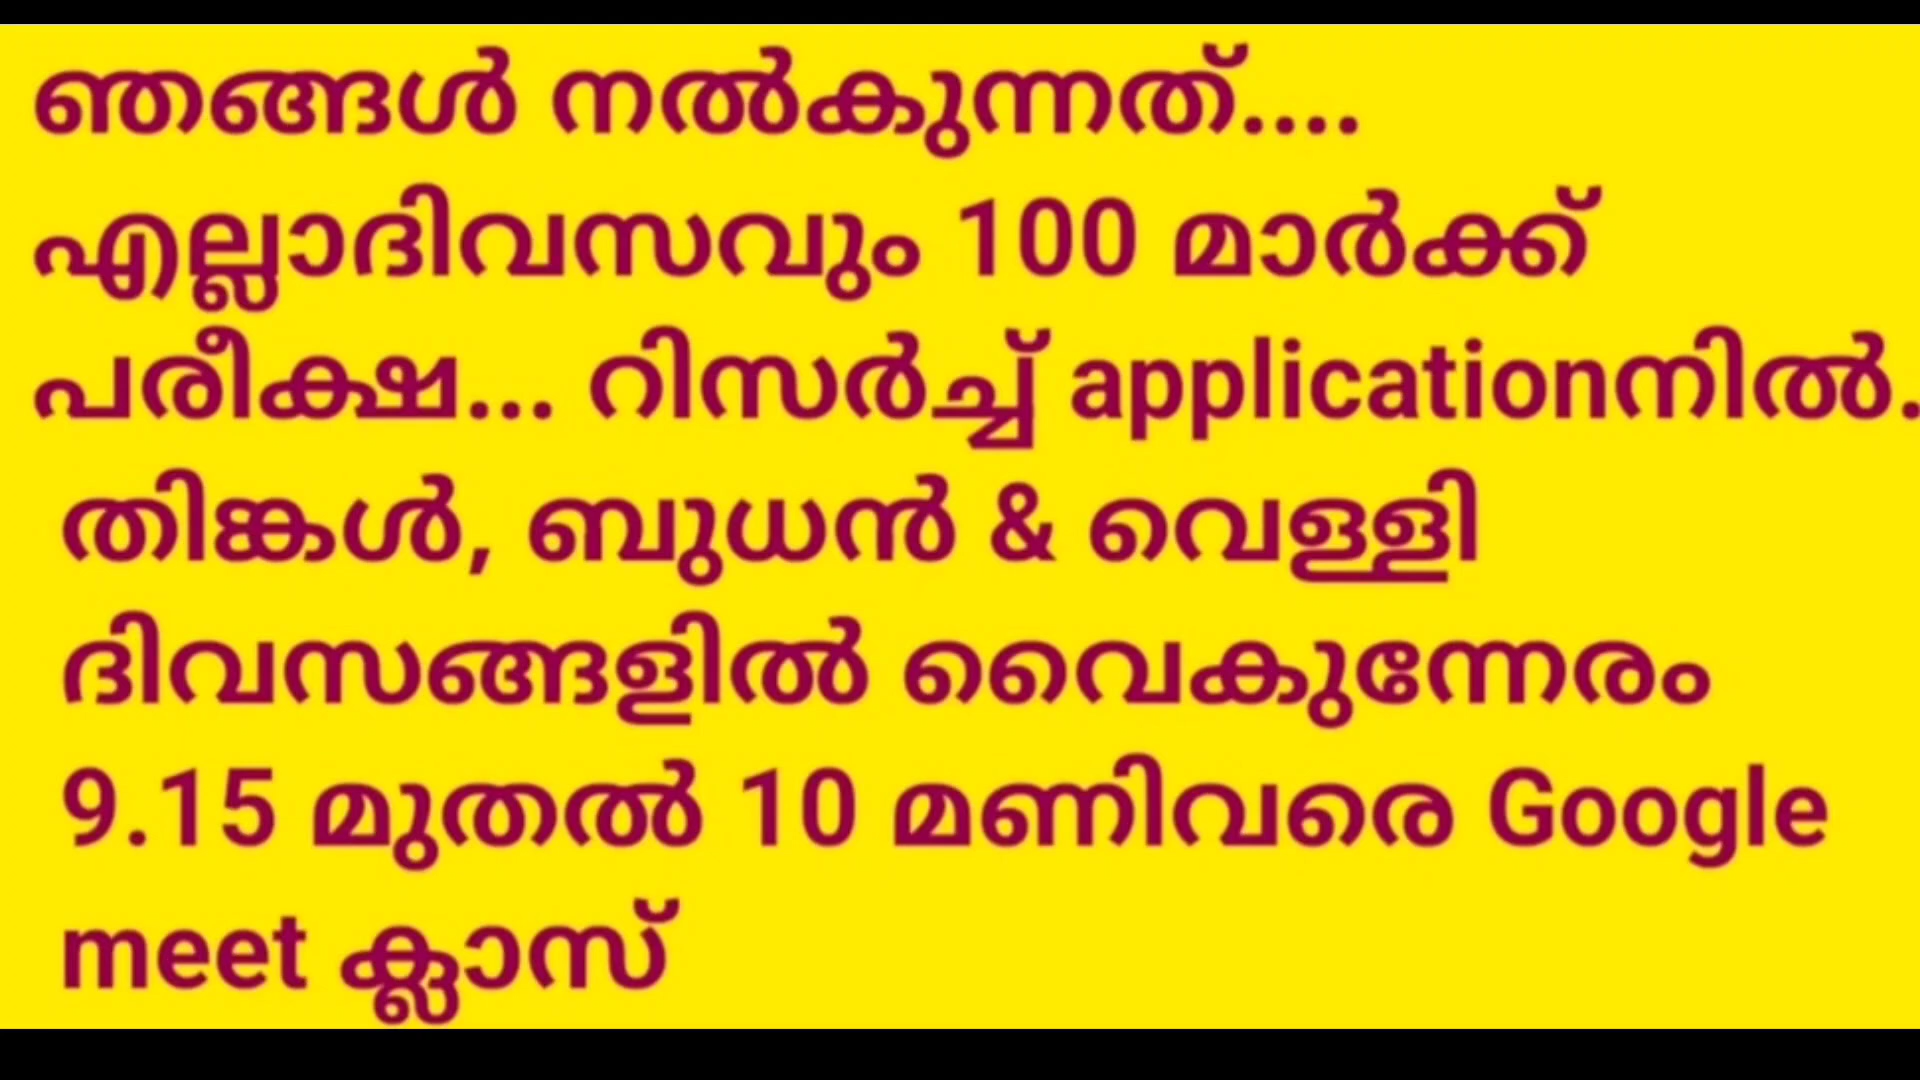 ഞങ്ങൾ നൽകുന്നത്....
എല്ലാദിവസവും 100 മാർക്ക്
പരീക്ഷ... റിസർച്ച് applicationനിൽ.
തിങ്കൾ, ബുധൻ & വെള്ളി
ദിവസങ്ങളിൽ വൈകുന്നേരം
9.15 മുതൽ 10 മണിവരെ Google
meet ക്ലാസ്